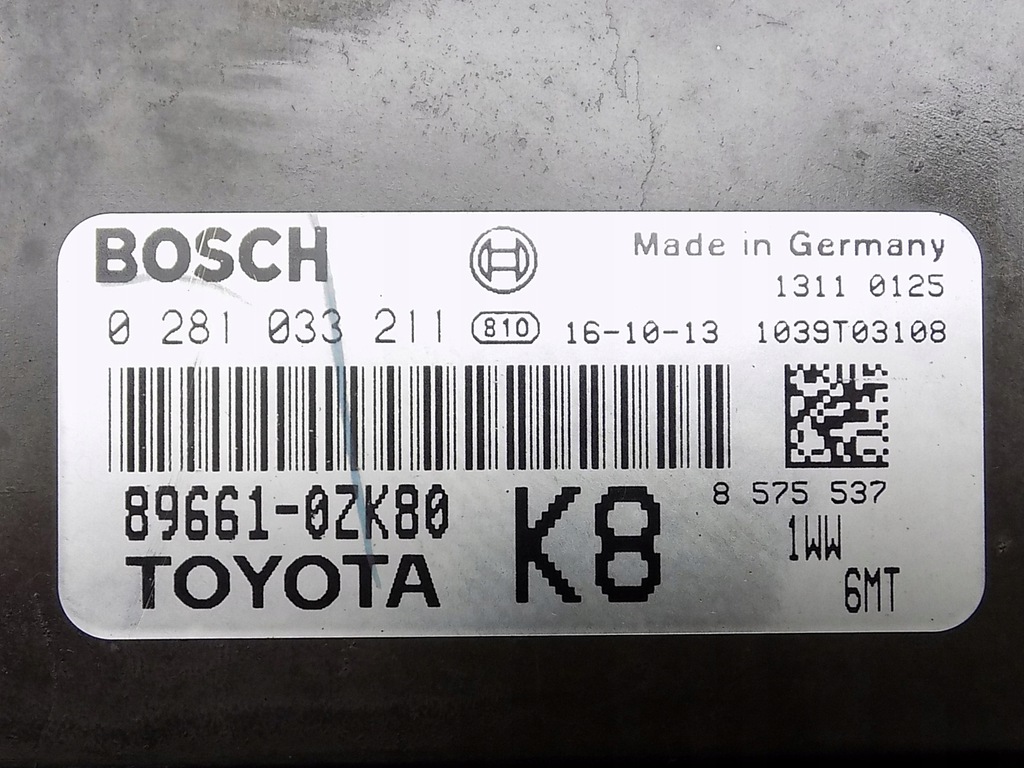 BOSCH
Made in Germany
1311 0125
0 281 033 211 810 16-10-13 1039T03108
89661-0ZK80 K8 8 575 537
TOYOTA
1WW
6MT